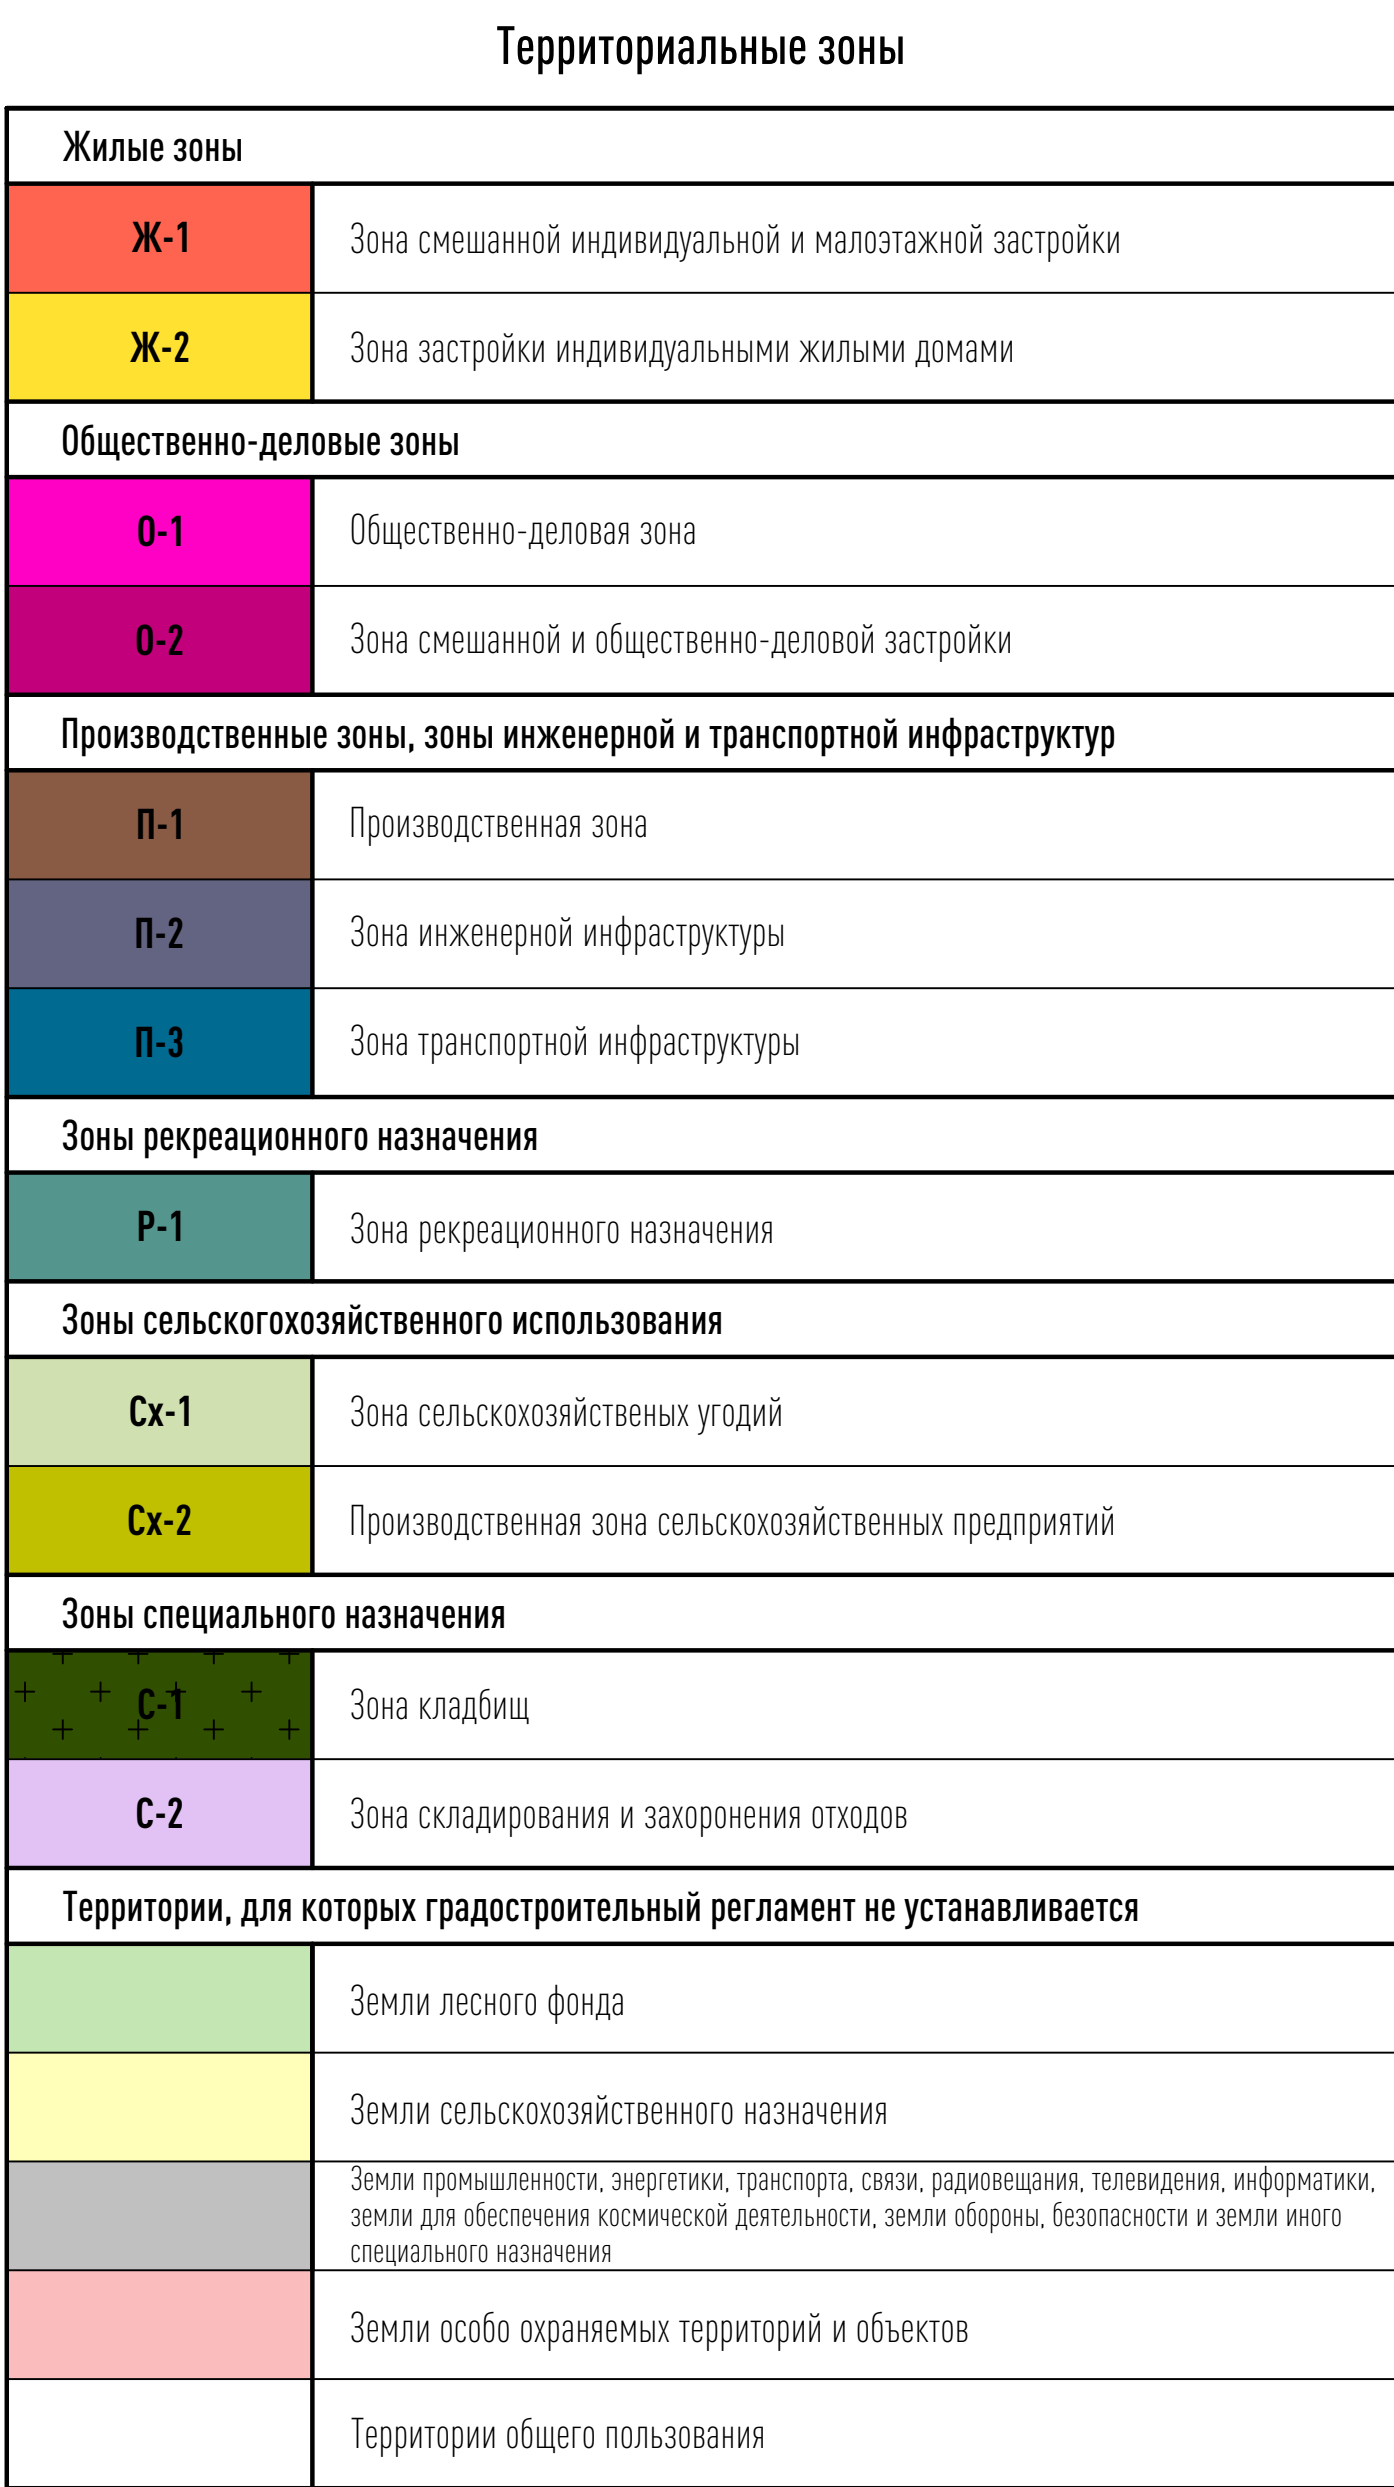 Территориальные зоны
Жилые зоны
Ж-1 Зона смешанной индивидуальной и малоэтажной застройки
Ж-2 Зона застройки индивидуальными жилыми домами
Общественно-деловые зоны
О-1 Общественно-деловая зона
О-2 Зона смешанной и общественно-деловой застройки
Производственные зоны, зоны инженерной и транспортной инфраструктур
П-1 Производственная зона
П-2 Зона инженерной инфраструктуры
П-3 Зона транспортной инфраструктуры
Зоны рекреационного назначения
Р-1 Зона рекреационного назначения
Зоны сельскогохозяйственного использования
Сх-1 Зона сельскохозяйственых угодий
Сх-2 Производственная зона сельскохозяйственных предприятий
Зоны специального назначения
С-1 Зона кладбищ
С-2 Зона складирования и захоронения отходов
Территории, для которых градостроительный регламент не устанавливается
Земли лесного фонда
Земли сельскохозяйственного назначения
Земли промышленности, энергетики, транспорта, связи, радиовещания, телевидения, информатики,
земли для обеспечения космической деятельности, земли обороны, безопасности и земли иного
специального назначения
Земли особо охраняемых территорий и объектов
Территории общего пользования